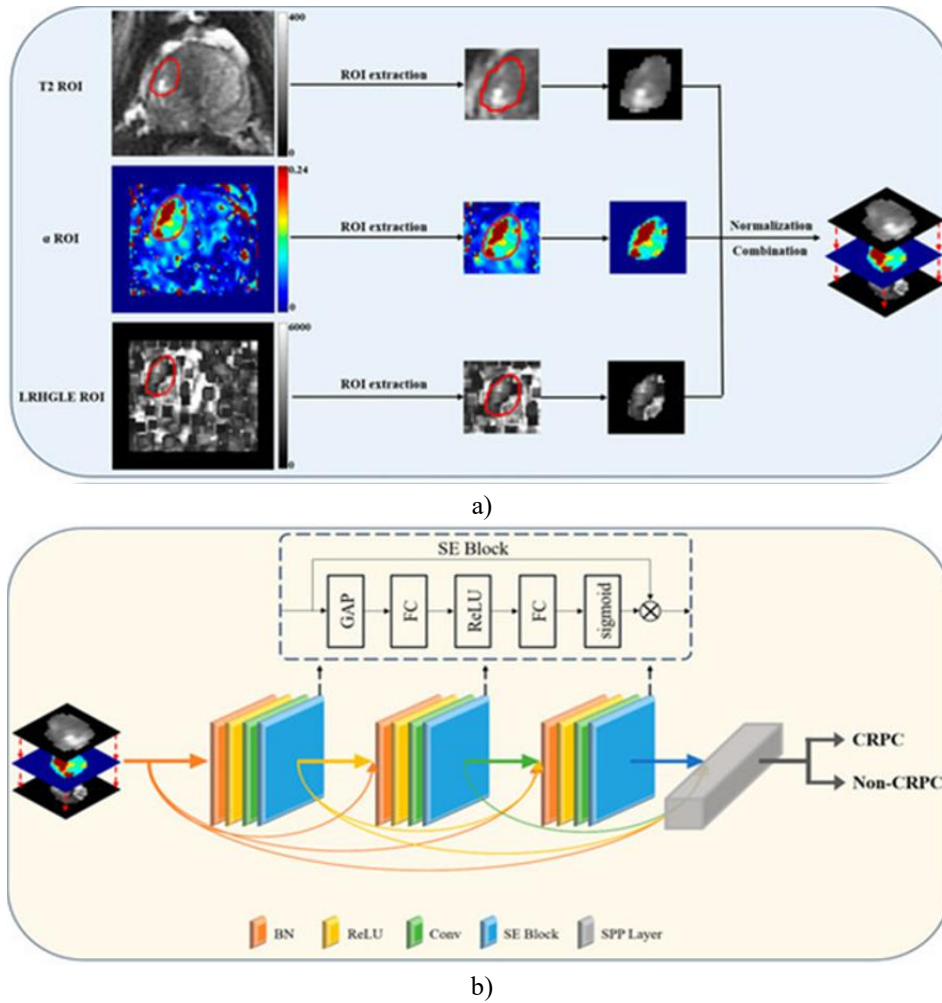 400
T2 ROI
ROI extraction
0
0.24
α ROI
ROI extraction
Normalization
Combination
0
6000
LRHGLE ROI
ROI extraction
0
a)
SE Block
GAP
FC
ReLU
FC
sigmoid
CRPC
Non-CRPC
BN
ReLU
Conv
SE Block
SPP Layer
b)